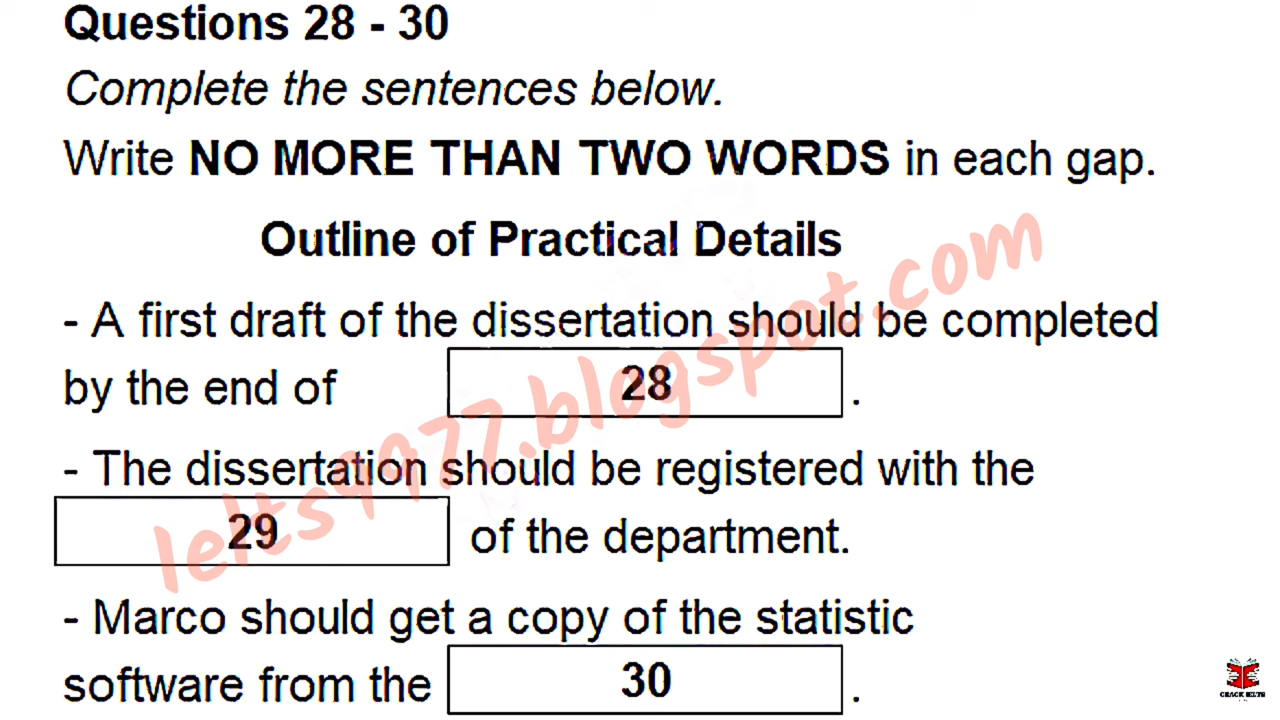 Questions 28 - 30
Complete the sentences below.
Write NO MORE THAN TWO WORDS in each gap.
Outline of Practical Details
- A first draft of the dissertation should be completed
by the end of 28 .
- The dissertation should be registered with the
29 of the department.
- Marco should get a copy of the statistic
software from the 30 .
Ielts9977.blogspot.com
CRACK IELTS